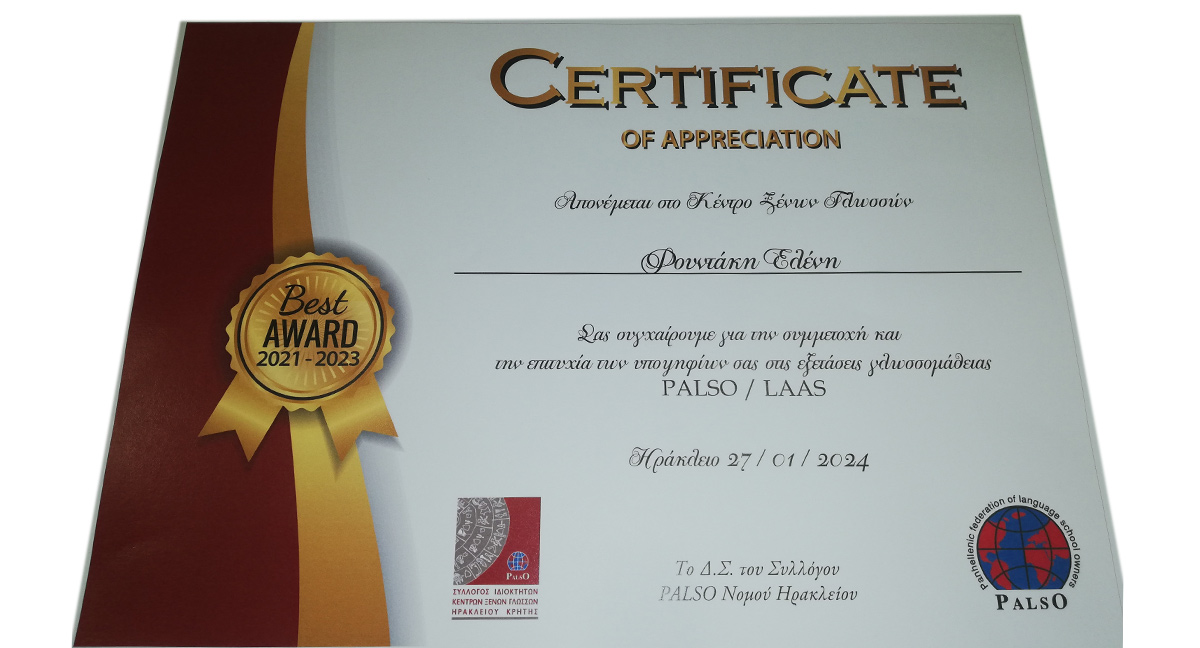 CERTIFICATE
OF APPRECIATION
Απονέμεται στο Κέντρο Ξένων Γλωσσών
Φουντάκη Ελένη
Best
AWARD
2021 - 2023
Σας συγχαίρουμε για την συμμετοχή και
την επιτυχία των υποψηφίων σας στις εξετάσεις γλωσσομάθειας
PALSO / LAAS
Ηράκλειο 27 / 01 / 2024
PALSO
ΣΥΛΛΟΓΟΣ ΙΔΙΟΚΤΗΤΩΝ
ΚΕΝΤΡΩΝ ΞΕΝΩΝ ΓΛΩΣΣΩΝ
ΗΡΑΚΛΕΙΟΥ ΚΡΗΤΗΣ
Το Δ.Σ. του Συλλόγου
PALSO Νομού Ηρακλείου
Panhellenic federation of language school owners
PALSO